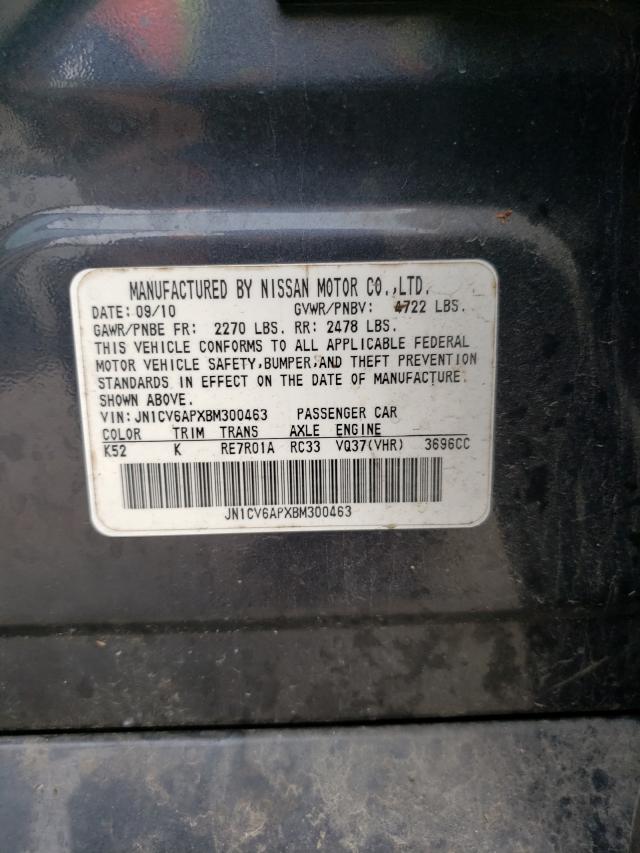 MANUFACTURED BY NISSAN MOTOR CO.,LTD.
DATE: 09/10 GVWR/PNBV: 4722 LBS.
GAWR/PNBE FR: 2270 LBS. RR: 2478 LBS.
THIS VEHICLE CONFORMS TO ALL APPLICABLE FEDERAL
MOTOR VEHICLE SAFETY,BUMPER,AND THEFT PREVENTION
STANDARDS IN EFFECT ON THE DATE OF MANUFACTURE
SHOWN ABOVE.
VIN: JN1CV6APXBM300463 PASSENGER CAR
COLOR TRIM TRANS AXLE ENGINE
K52 K RE7R01A RC33 VQ37(VHR) 3696CC
JN1CV6APXBM300463